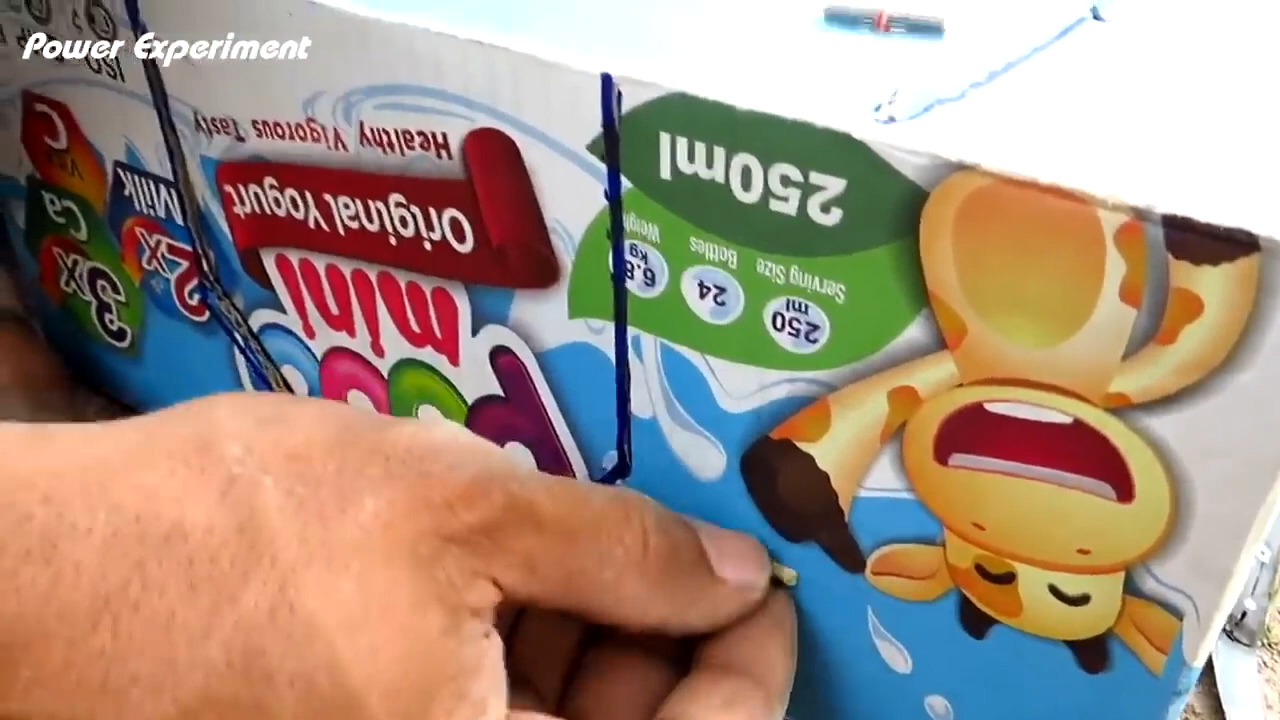 Power Experiment
ISO
250ml
Healthy Vigorous Tasty
Original Yogurt
mini
Serving Size
250
ml
Bottles
24
6.8
kg
Milk
2x
Ca
3x
C